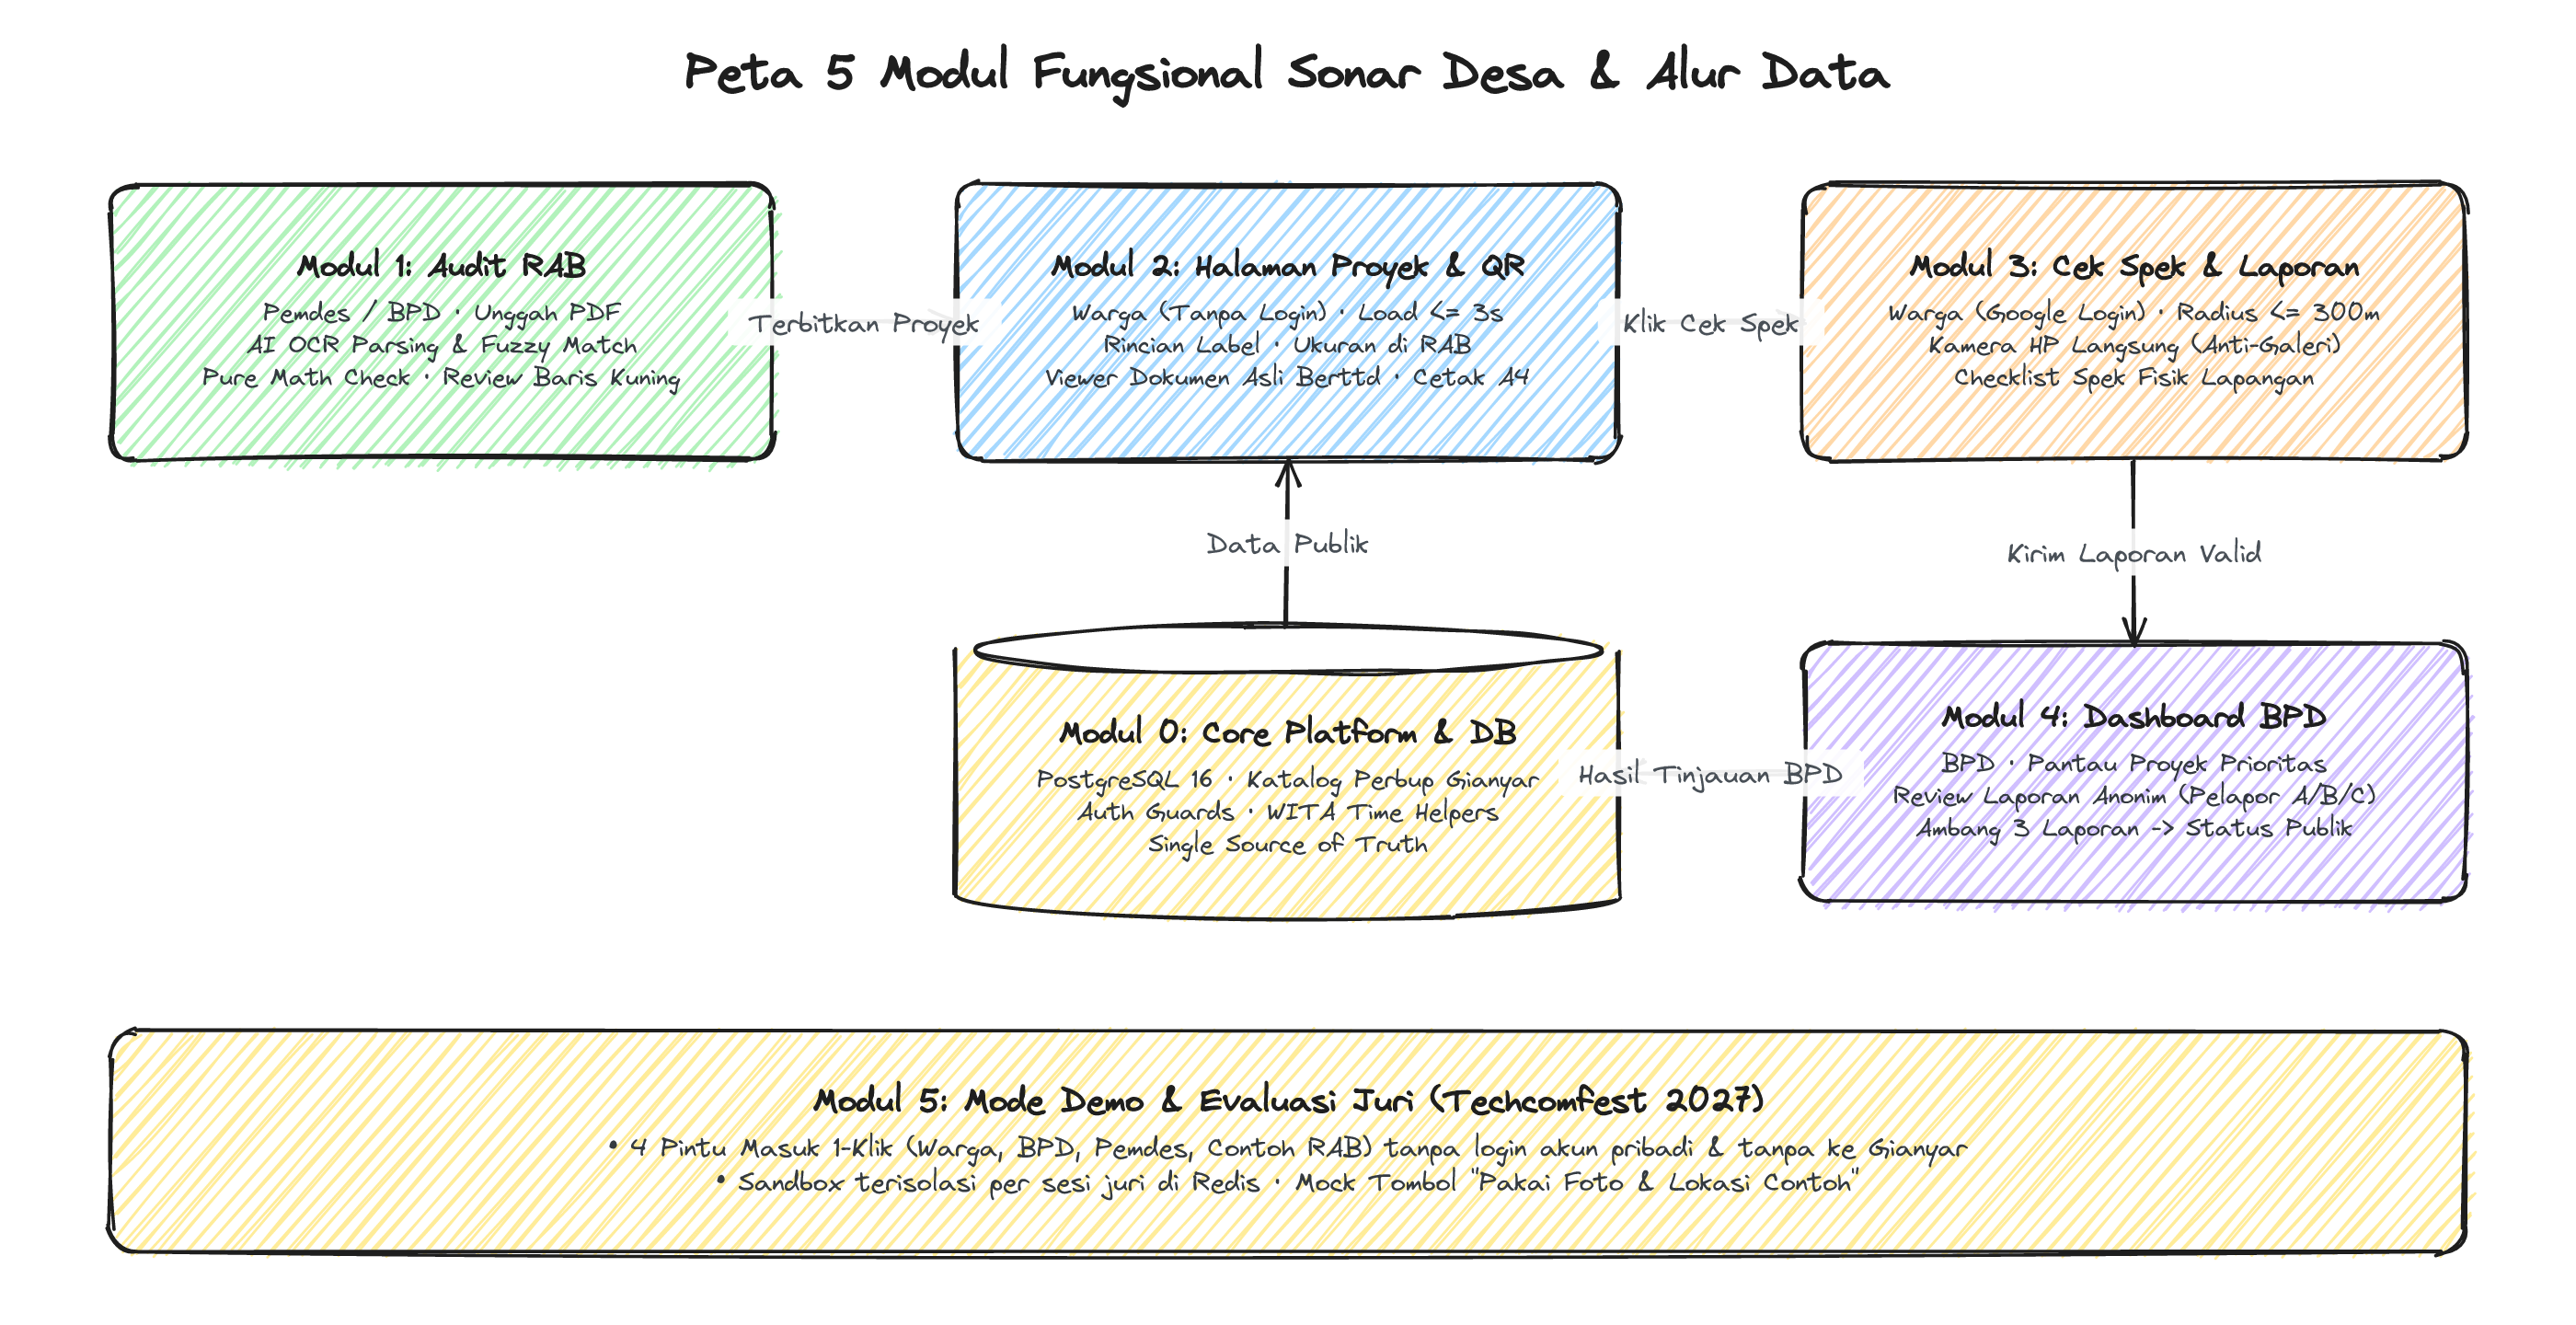 Peta 5 Modul Fungsional Sonar Desa & Alur Data
Modul 1: Audit RAB
Pemdes / BPD · Unggah PDF
AI OCR Parsing & Fuzzy Match
Pure Math Check · Review Baris Kuning
Terbitkan Proyek
Modul 2: Halaman Proyek & QR
Warga (Tanpa Login) · Load <= 3s
Rincian Label · Ukuran di RAB
Viewer Dokumen Asli Berttd · Cetak A4
Klik Cek Spek
Modul 3: Cek Spek & Laporan
Warga (Google Login) · Radius <= 300m
Kamera HP Langsung (Anti-Galeri)
Checklist Spek Fisik Lapangan
Data Publik
Kirim Laporan Valid
Modul 0: Core Platform & DB
PostgreSQL 16 · Katalog Perbup Gianyar
Auth Guards · WITA Time Helpers
Single Source of Truth
Hasil Tinjauan BPD
Modul 4: Dashboard BPD
BPD · Pantau Proyek Prioritas
Review Laporan Anonim (Pelapor A/B/C)
Ambang 3 Laporan -> Status Publik
Modul 5: Mode Demo & Evaluasi Juri (Techcomfest 2027)
• 4 Pintu Masuk 1-Klik (Warga, BPD, Pemdes, Contoh RAB) tanpa login akun pribadi & tanpa ke Gianyar
• Sandbox terisolasi per sesi juri di Redis · Mock Tombol "Pakai Foto & Lokasi Contoh"